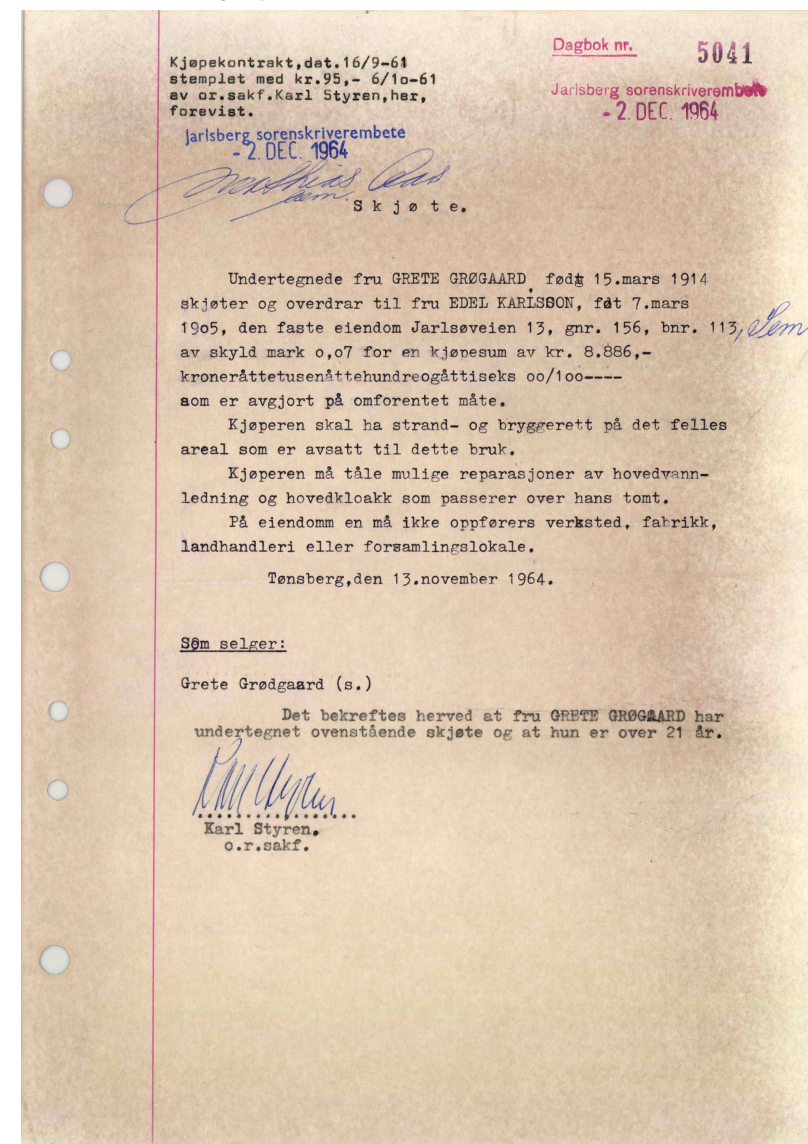 Kjøpekontrakt,dat.16/9-61
stemplet med kr.95,- 6/1o-61
av or.sakf.Karl Styren,her,
forevist.
Jarlsberg sorenskriverembete
- 2. DEC. 1964
Dagbok nr. 5041
Jarlsberg sorenskriverembete
- 2. DEC. 1964
Skjøte.
Undertegnede fru GRETE GRØGAARD, født 15.mars 1914
skjøter og overdrar til fru EDEL KARLSSON, født 7.mars
19o5, den faste eiendom Jarlsøveien 13, gnr. 156, bnr. 113, Sem
av skyld mark o,o7 for en kjøpesum av kr. 8.886,-
kroneråttetusenåttehundreogåttiseks oo/1oo----
som er avgjort på omforentet måte.
Kjøperen skal ha strand- og bryggerett på det felles
areal som er avsatt til dette bruk.
Kjøperen må tåle mulige reparasjoner av hovedvann-
ledning og hovedkloakk som passerer over hans tomt.
På eiendomm en må ikke oppførers verksted, fabrikk,
landhandleri eller forsamlingslokale.
Tønsberg,den 13.november 1964.
Som selger:
Grete Grødgaard (s.)
Det bekreftes herved at fru GRETE GRØGAARD har
undertegnet ovenstående skjøte og at hun er over 21 år.
Karl Styren
Karl Styren.
o.r.sakf.